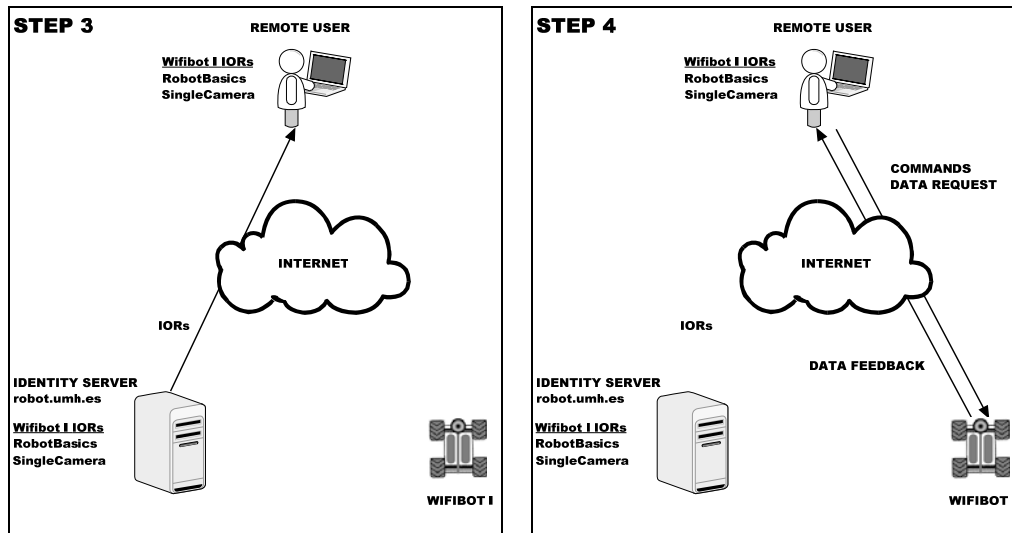 STEP 3
REMOTE USER
Wifibot I IORs
RobotBasics
SingleCamera
INTERNET
IORs
IDENTITY SERVER
robot.umh.es
Wifibot I IORs
RobotBasics
SingleCamera
WIFIBOT I
STEP 4
REMOTE USER
Wifibot I IORs
RobotBasics
SingleCamera
COMMANDS
DATA REQUEST
INTERNET
IORs
DATA FEEDBACK
IDENTITY SERVER
robot.umh.es
Wifibot I IORs
RobotBasics
SingleCamera
WIFIBOT